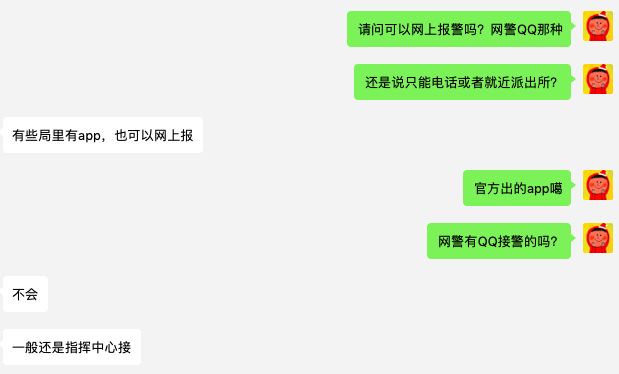 请问可以网上报警吗？网警QQ那种
还是说只能电话或者就近派出所？
有些局里有app，也可以网上报
官方出的app噶
网警有QQ接警的吗？
不会
一般还是指挥中心接